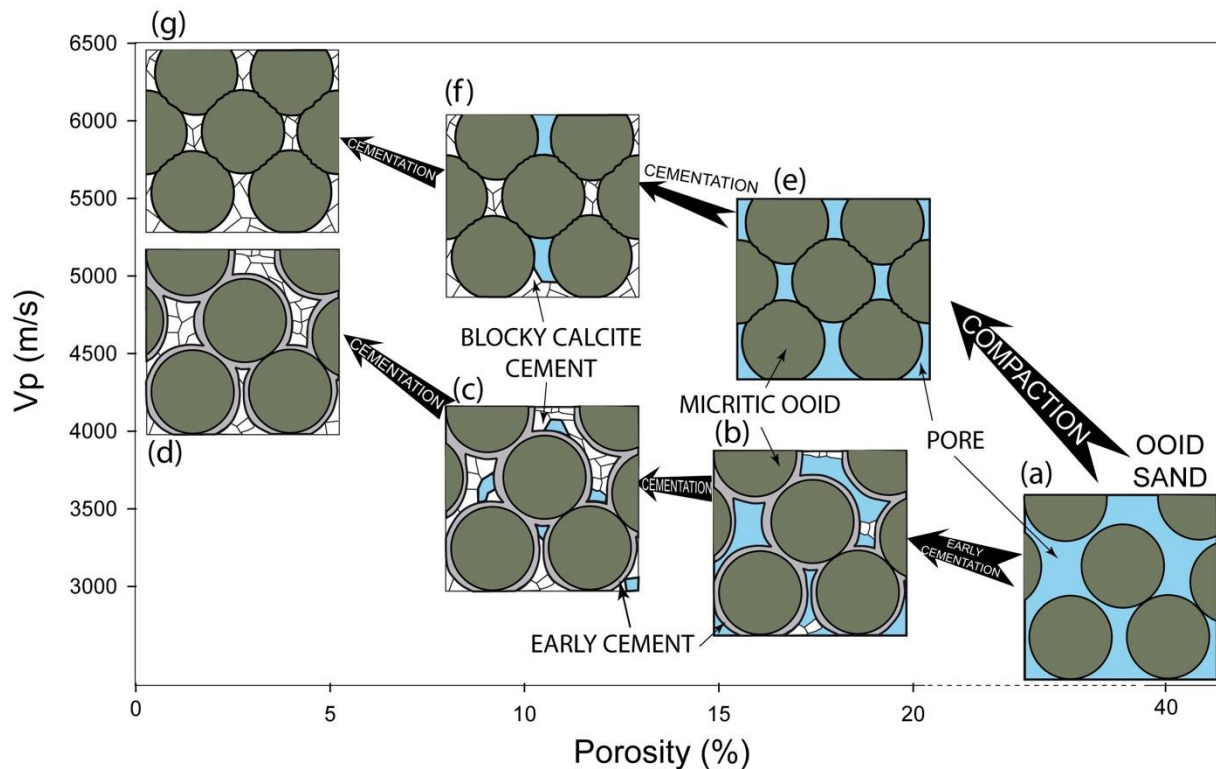 (g)
6500
6000
5500
5000
4500
4000
3500
3000
Vp (m/s)
CEMENTATION
(f)
CEMENTATION
(e)
COMPACTION
OOID
SAND
(d)
CEMENTATION
(c)
BLOCKY CALCITE
CEMENT
MICRITIC OOID
(b)
PORE
(a)
CEMENTATION
EARLY
CEMENTATION
EARLY CEMENT
0
5
10
15
20
40
Porosity (%)